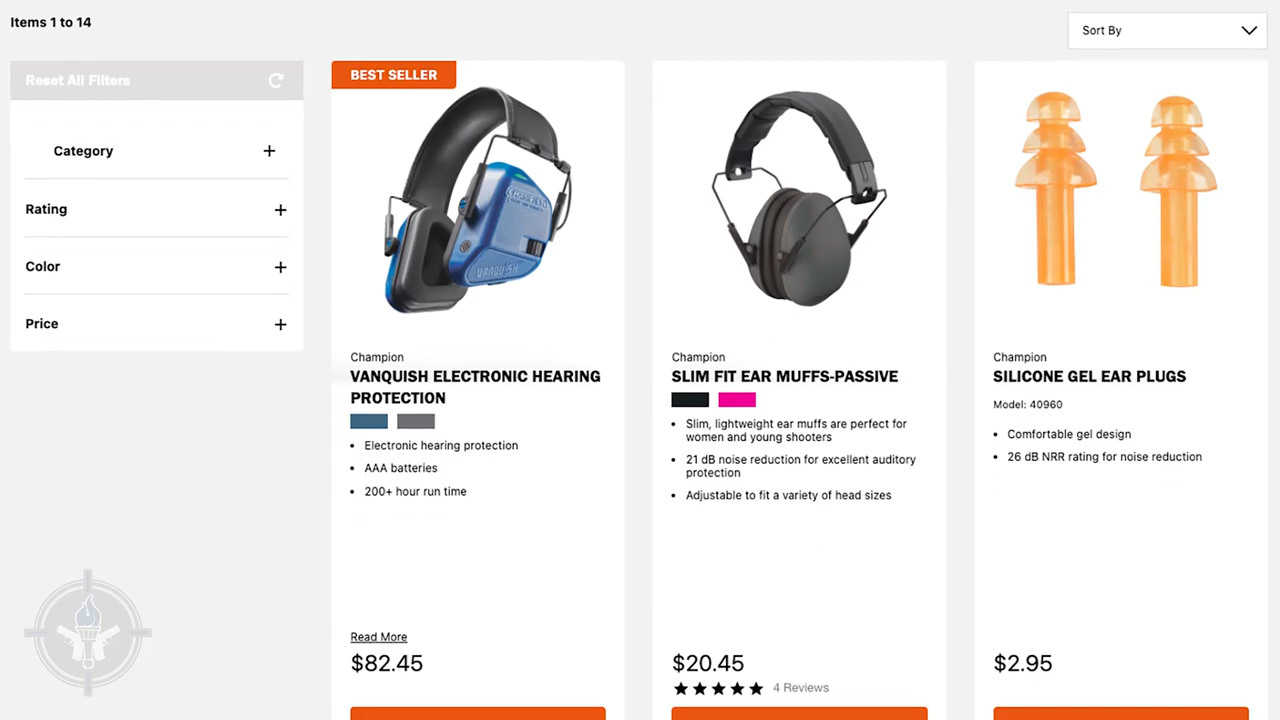 Items 1 to 14
Sort By
Reset All Filters
Category
Rating
Color
Price
BEST SELLER
Champion
VANQUISH ELECTRONIC HEARING
PROTECTION
• Electronic hearing protection
• AAA batteries
• 200+ hour run time
Read More
$82.45
Champion
SLIM FIT EAR MUFFS-PASSIVE
• Slim, lightweight ear muffs are perfect for
women and young shooters
• 21 dB noise reduction for excellent auditory
protection
• Adjustable to fit a variety of head sizes
$20.45
4 Reviews
Champion
SILICONE GEL EAR PLUGS
Model: 40960
• Comfortable gel design
• 26 dB NRR rating for noise reduction
$2.95